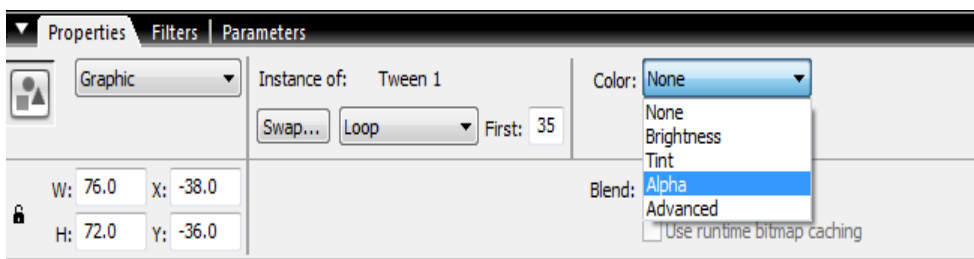 Properties Filters Parameters
Graphic Instance of: Tween 1 Color: None
Swap... Loop First: 35
None
Brightness
Tint
W: 76.0 X: -38.0 Blend: Alpha
Advanced
H: 72.0 Y: -36.0 Use runtime bitmap caching